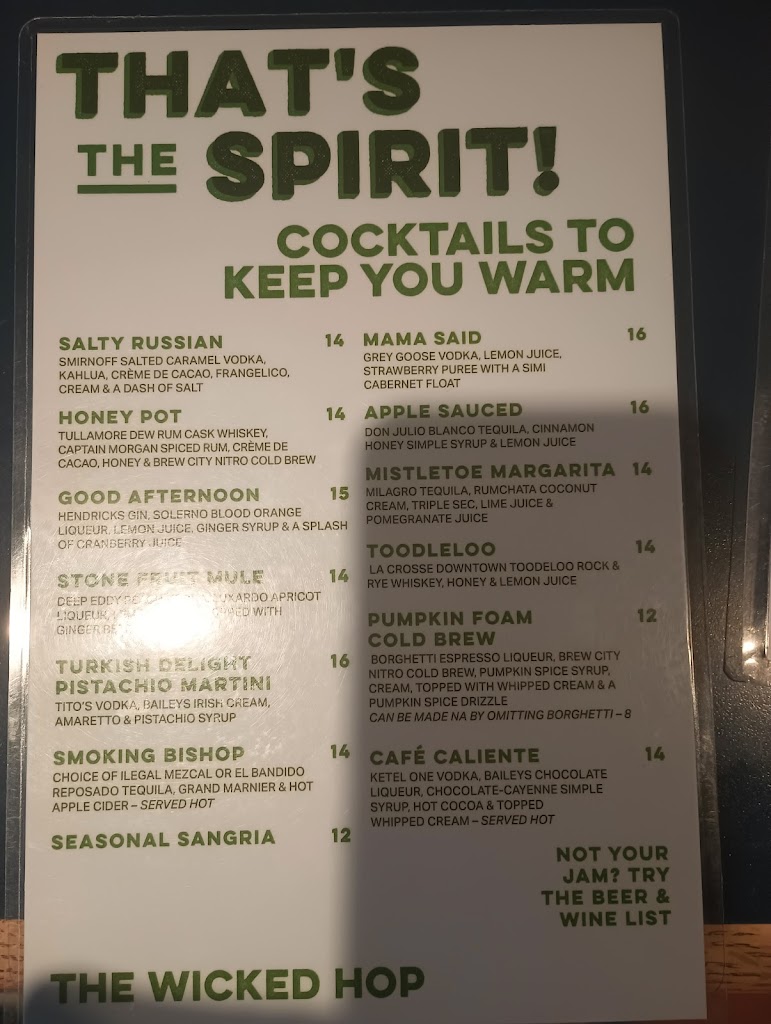 THAT'S
THE SPIRIT!
COCKTAILS TO
KEEP YOU WARM
SALTY RUSSIAN 14
SMIRNOFF SALTED CARAMEL VODKA,
KAHLUA, CRÈME DE CACAO, FRANGELICO,
CREAM & A DASH OF SALT
HONEY POT 14
TULLAMORE DEW RUM CASK WHISKEY,
CAPTAIN MORGAN SPICED RUM, CRÈME DE
CACAO, HONEY & BREW CITY NITRO COLD BREW
GOOD AFTERNOON 15
HENDRICKS GIN, SOLERNO BLOOD ORANGE
LIQUEUR, LEMON JUICE, GINGER SYRUP & A SPLASH
OF CRANBERRY JUICE
STONE FRUIT MULE 14
DEEP EDDY APRICOT
LIQUEUR, WITH
GINGER
TURKISH DELIGHT
PISTACHIO MARTINI 16
TITO'S VODKA, BAILEYS IRISH CREAM,
AMARETTO & PISTACHIO SYRUP
SMOKING BISHOP 14
CHOICE OF ILEGAL MEZCAL OR EL BANDIDO
REPOSADO TEQUILA, GRAND MARNIER & HOT
APPLE CIDER – SERVED HOT
SEASONAL SANGRIA 12
MAMA SAID 16
GREY GOOSE VODKA, LEMON JUICE,
STRAWBERRY PUREE WITH A SIMI
CABERNET FLOAT
APPLE SAUCED 16
DON JULIO BLANCO TEQUILA, CINNAMON
HONEY SIMPLE SYRUP & LEMON JUICE
MISTLETOE MARGARITA 14
MILAGRO TEQUILA, RUMCHATA COCONUT
CREAM, TRIPLE SEC, LIME JUICE &
POMEGRANATE JUICE
TOODLELOO 14
LA CROSSE DOWNTOWN TOODELOO ROCK &
RYE WHISKEY, HONEY & LEMON JUICE
PUMPKIN FOAM 12
COLD BREW
BORGHETTI ESPRESSO LIQUEUR, BREW CITY
NITRO COLD BREW, PUMPKIN SPICE SYRUP,
CREAM, TOPPED WITH WHIPPED CREAM & A
PUMPKIN SPICE DRIZZLE
CAN BE MADE NA BY OMITTING BORGHETTI – 8
CAFÉ CALIENTE 14
KETEL ONE VODKA, BAILEYS CHOCOLATE
LIQUEUR, CHOCOLATE-CAYENNE SIMPLE
SYRUP, HOT COCOA & TOPPED
WHIPPED CREAM – SERVED HOT
NOT YOUR
JAM? TRY
THE BEER &
WINE LIST
THE WICKED HOP